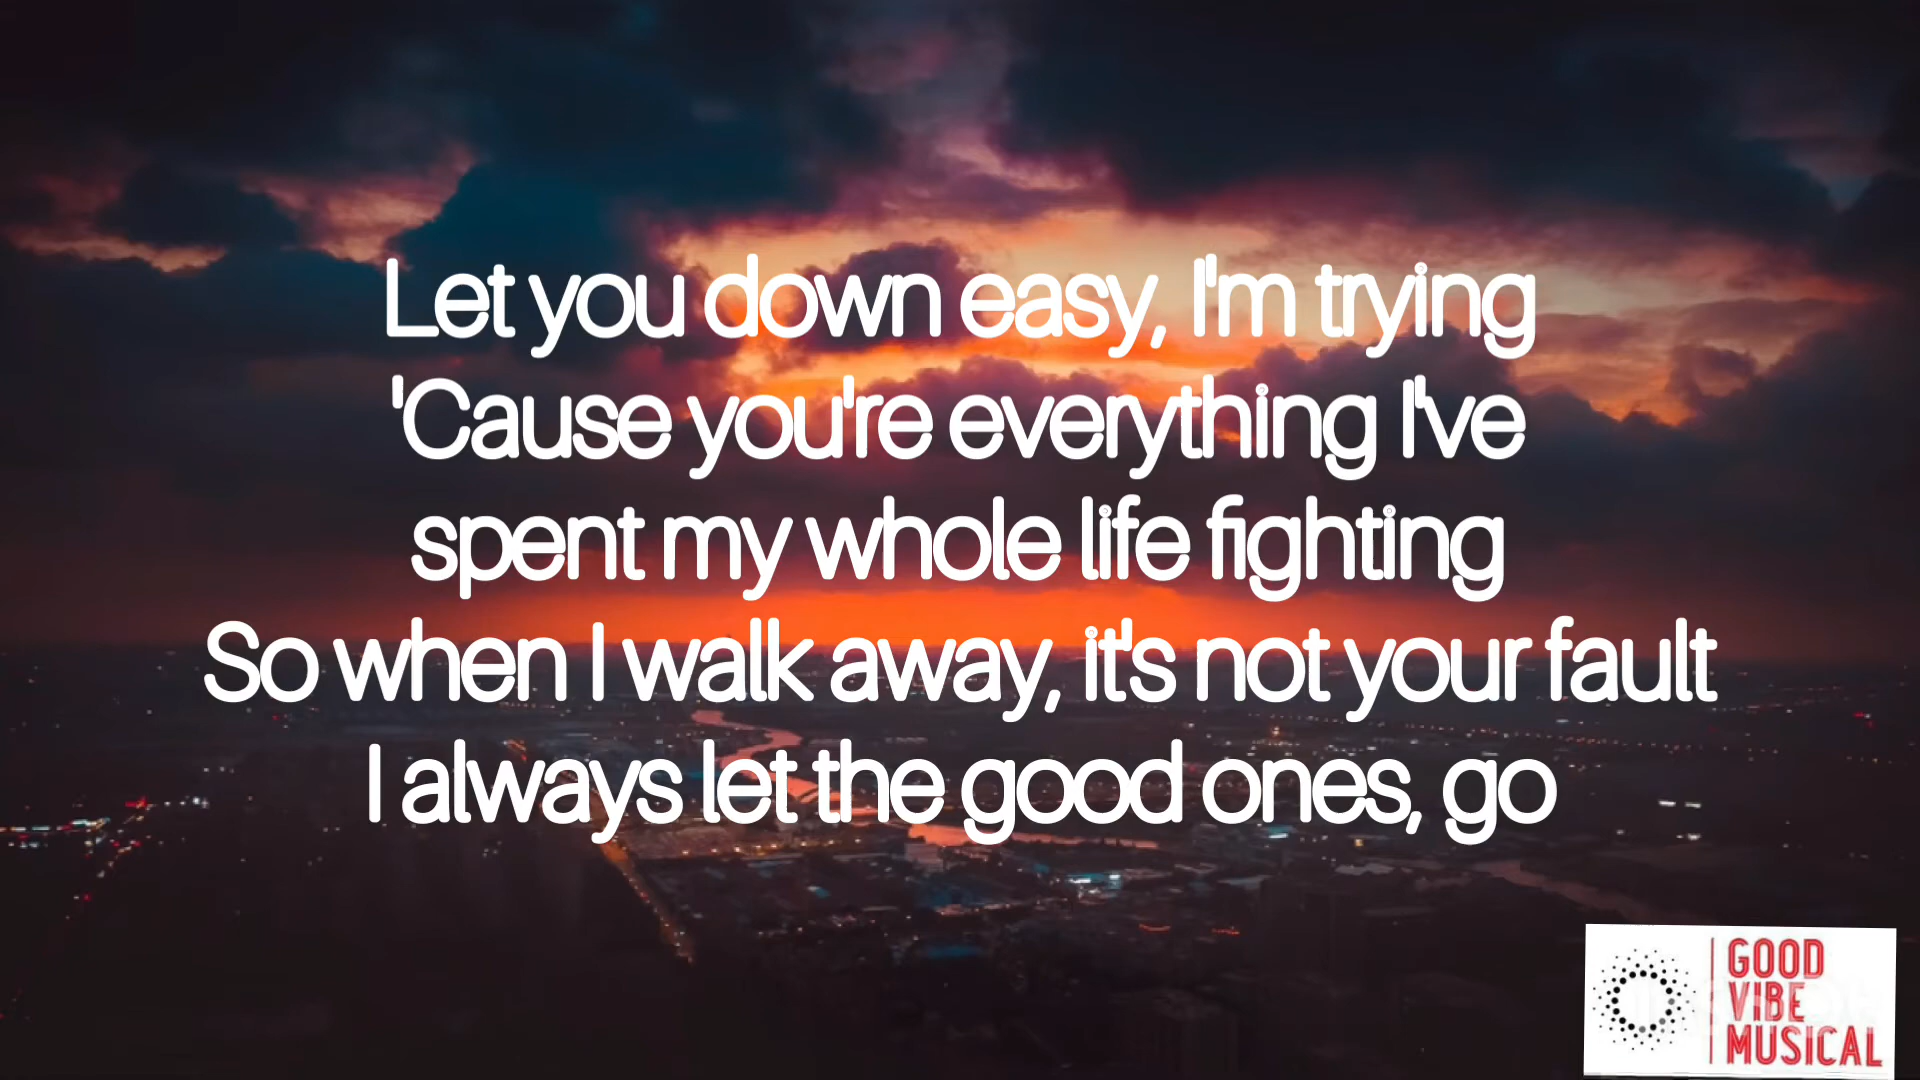 Let you down easy, I'm trying
'Cause you're everything I've
spent my whole life fighting
So when I walk away, it's not your fault
I always let the good ones, go
GOOD
VIBE
MUSICAL